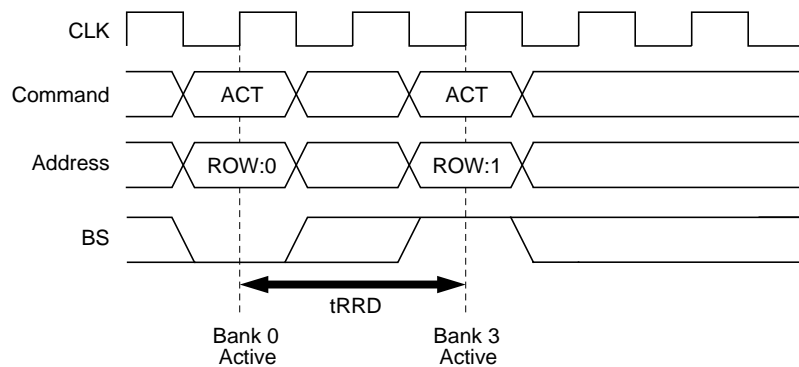 CLK
Command
ACT
ACT
Address
ROW:0
ROW:1
BS
tRRD
Bank 0
Active
Bank 3
Active